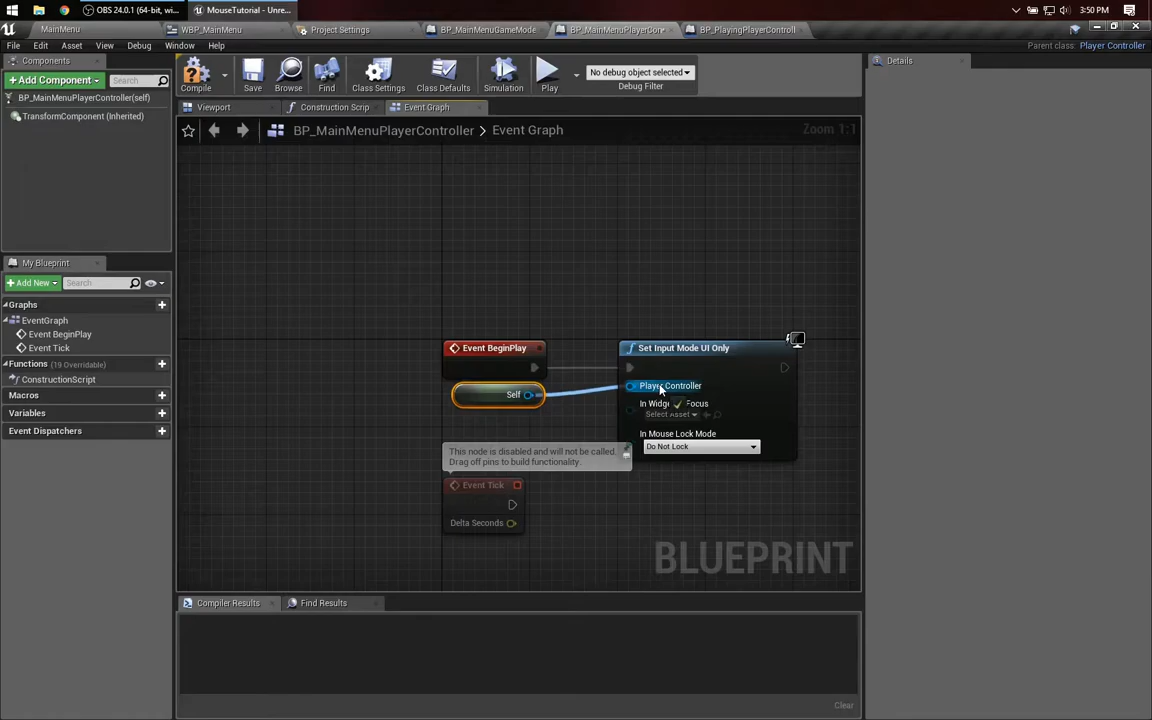 OBS 24.0.1 (64-bit, wi...
MouseTutorial - Unre...
3:50 PM
MainMenu
WBP_MainMenu
Project Settings
BP_MainMenuGameMode
BP_MainMenuPlayerCor
BP_PlayingPlayerControll
File Edit Asset View Debug Window Help
Parent class: Player Controller
Components
Details
Add Component
Search
Compile
Save
Browse
Find
Class Settings
Class Defaults
Simulation
Play
No debug object selected
Debug Filter
BP_MainMenuPlayerController(self)
TransformComponent (Inherited)
Viewport
Construction Scrip
Event Graph
BP_MainMenuPlayerController > Event Graph
Zoom 1:1
My Blueprint
Add New
Search
Graphs
EventGraph
Event BeginPlay
Event Tick
Functions (19 Overridable)
ConstructionScript
Macros
Variables
Event Dispatchers
Event BeginPlay
Self
Set Input Mode UI Only
Player Controller
In Widg Focus
Select Asset
In Mouse Lock Mode
Do Not Lock
This node is disabled and will not be called.
Drag off pins to build functionality.
Event Tick
Delta Seconds
BLUEPRINT
Compiler Results
Find Results
Clear